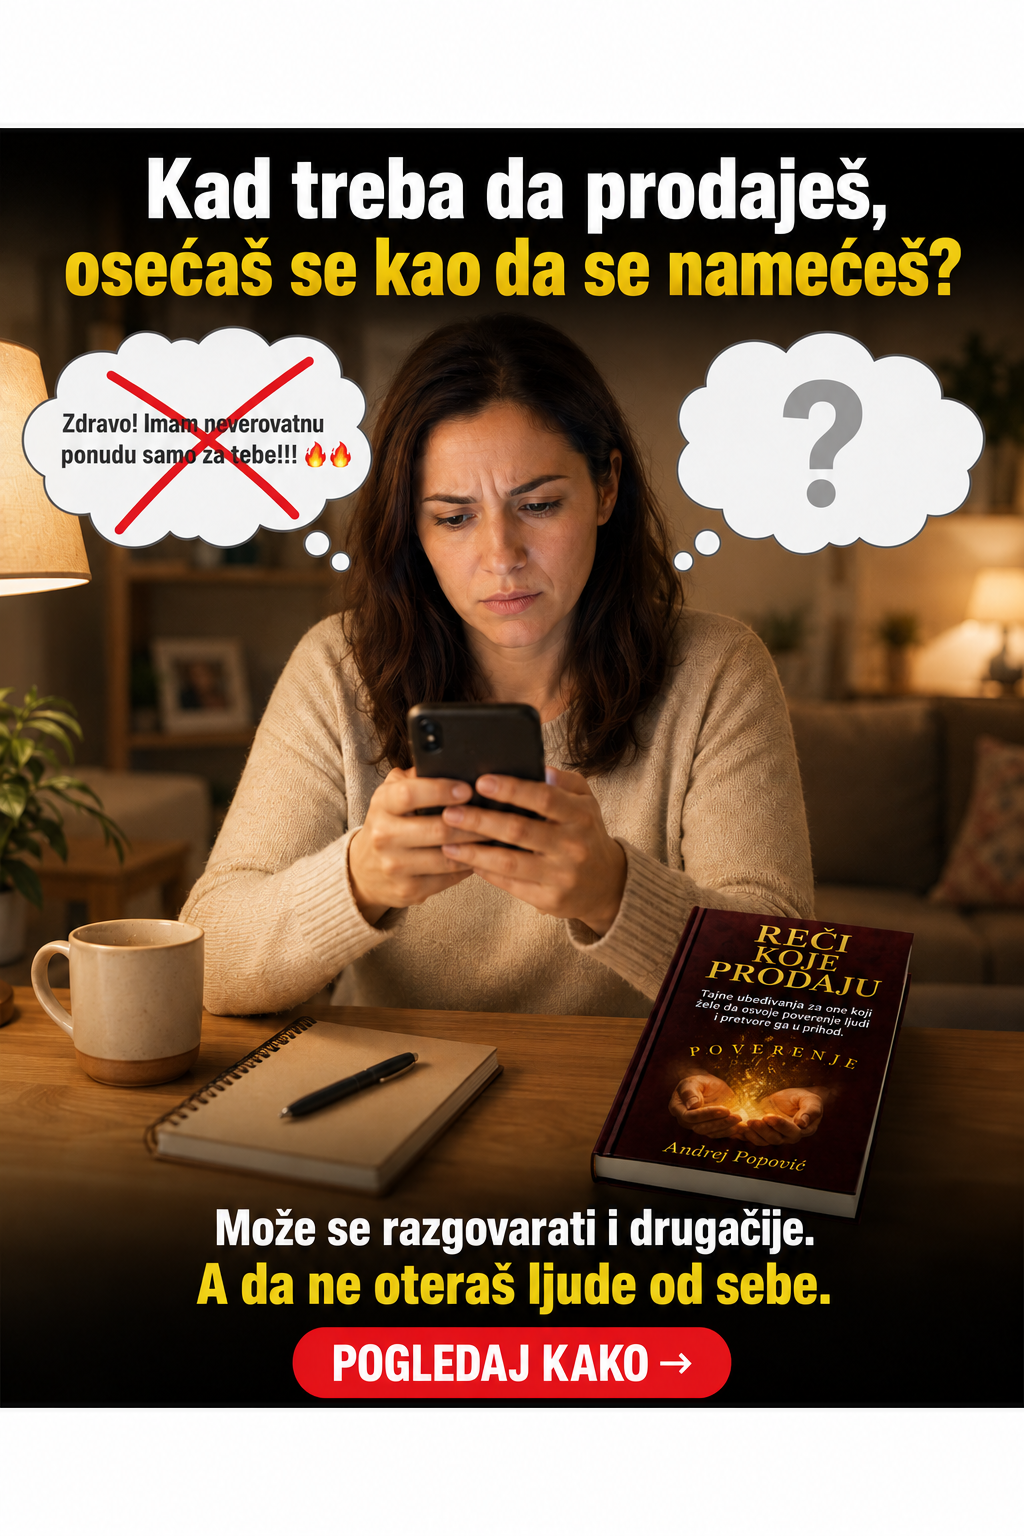 Kad treba da prodaješ,
osećaš se kao da se namećeš?
Zdravo! Imam neverovatnu
ponudu samo za tebe!!! 🔥🔥
?
REČI
KOJE
PRODAJU
Tajne ubeđivanja za one koji
žele da osvoje poverenje ljudi
i pretvore ga u prihod.
POVERENJE
Andrej Popović
Može se razgovarati i drugačije.
A da ne oteraš ljude od sebe.
POGLEDAJ KAKO →